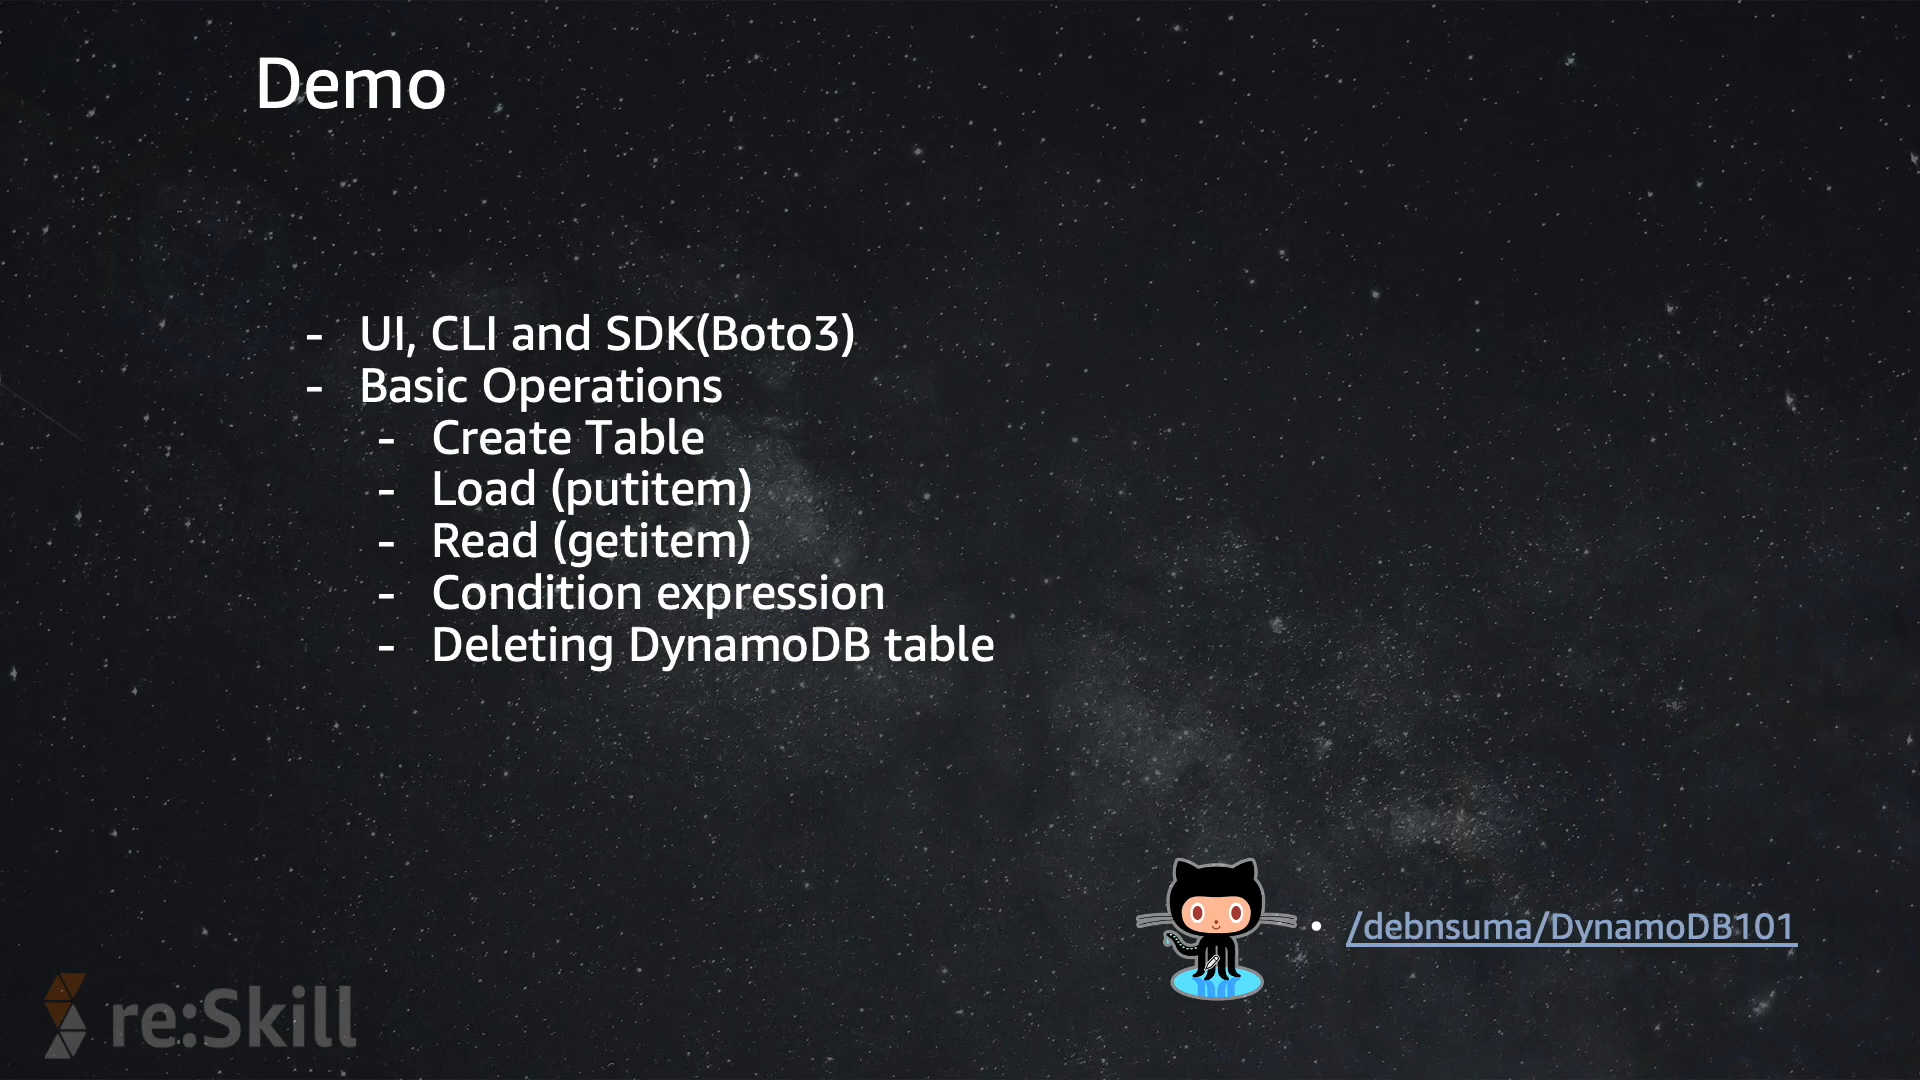 Demo
- UI, CLI and SDK(Boto3)
- Basic Operations
- Create Table
- Load (putitem)
- Read (getitem)
- Condition expression
- Deleting DynamoDB table
• /debnsuma/DynamoDB101
re:Skill